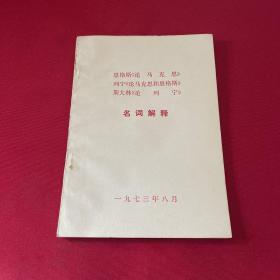 恩格斯《论马克思》
列宁《论马克思和恩格斯》
斯大林《论列宁》
名词解释
一九七三年八月